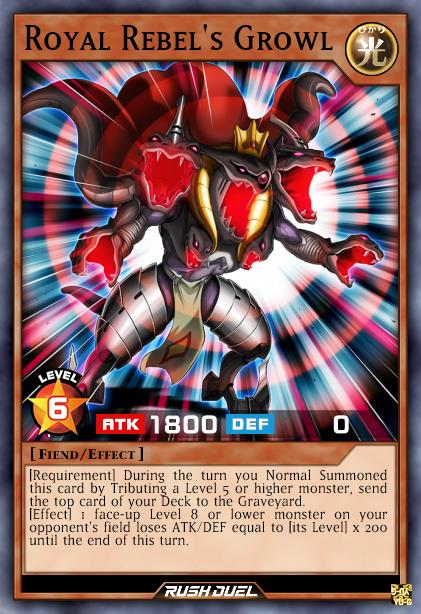 Royal Rebel's Growl
ひかり
光
LEVEL
6
ATK 1800 DEF 0
[Fiend/Effect]
[Requirement] During the turn you Normal Summoned
this card by Tributing a Level 5 or higher monster, send
the top card of your Deck to the Graveyard.
[Effect] 1 face-up Level 8 or lower monster on your
opponent's field loses ATK/DEF equal to [its Level] x 200
until the end of this turn.
RUSH DUEL